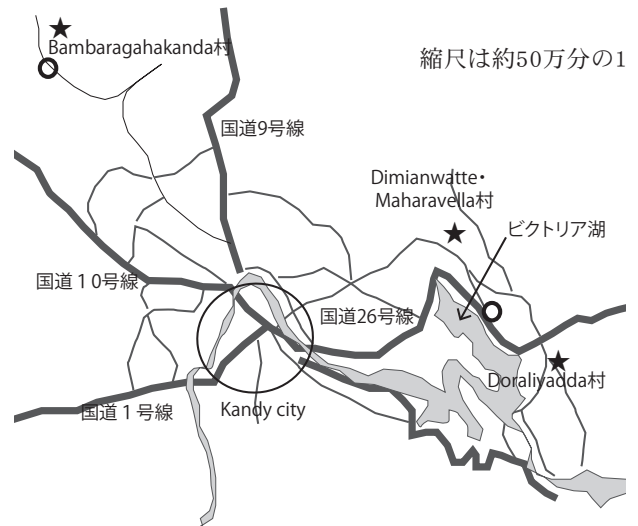 Bambaragahakanda村
縮尺は約50万分の1
国道9号線
Dimianwatte・
Maharavella村
ビクトリア湖
国道１０号線
国道26号線
Doraliyadda村
国道１号線
Kandy city